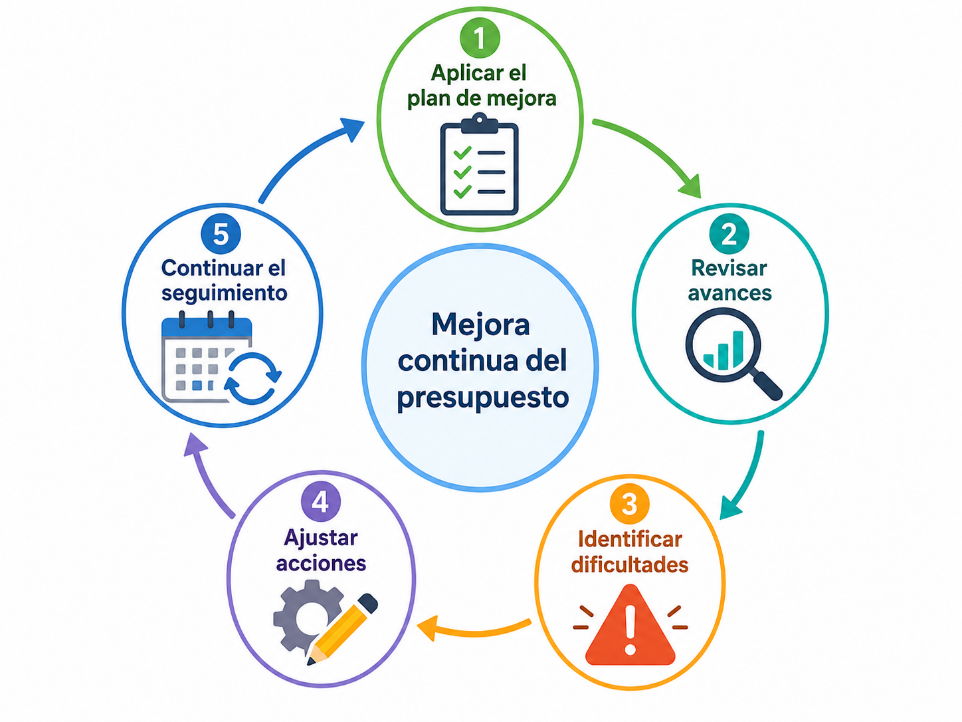 1
Aplicar el
plan de mejora
2
Revisar
avances
3
Identificar
dificultades
4
Ajustar
acciones
5
Continuar el
seguimiento
Mejora
continua del
presupuesto